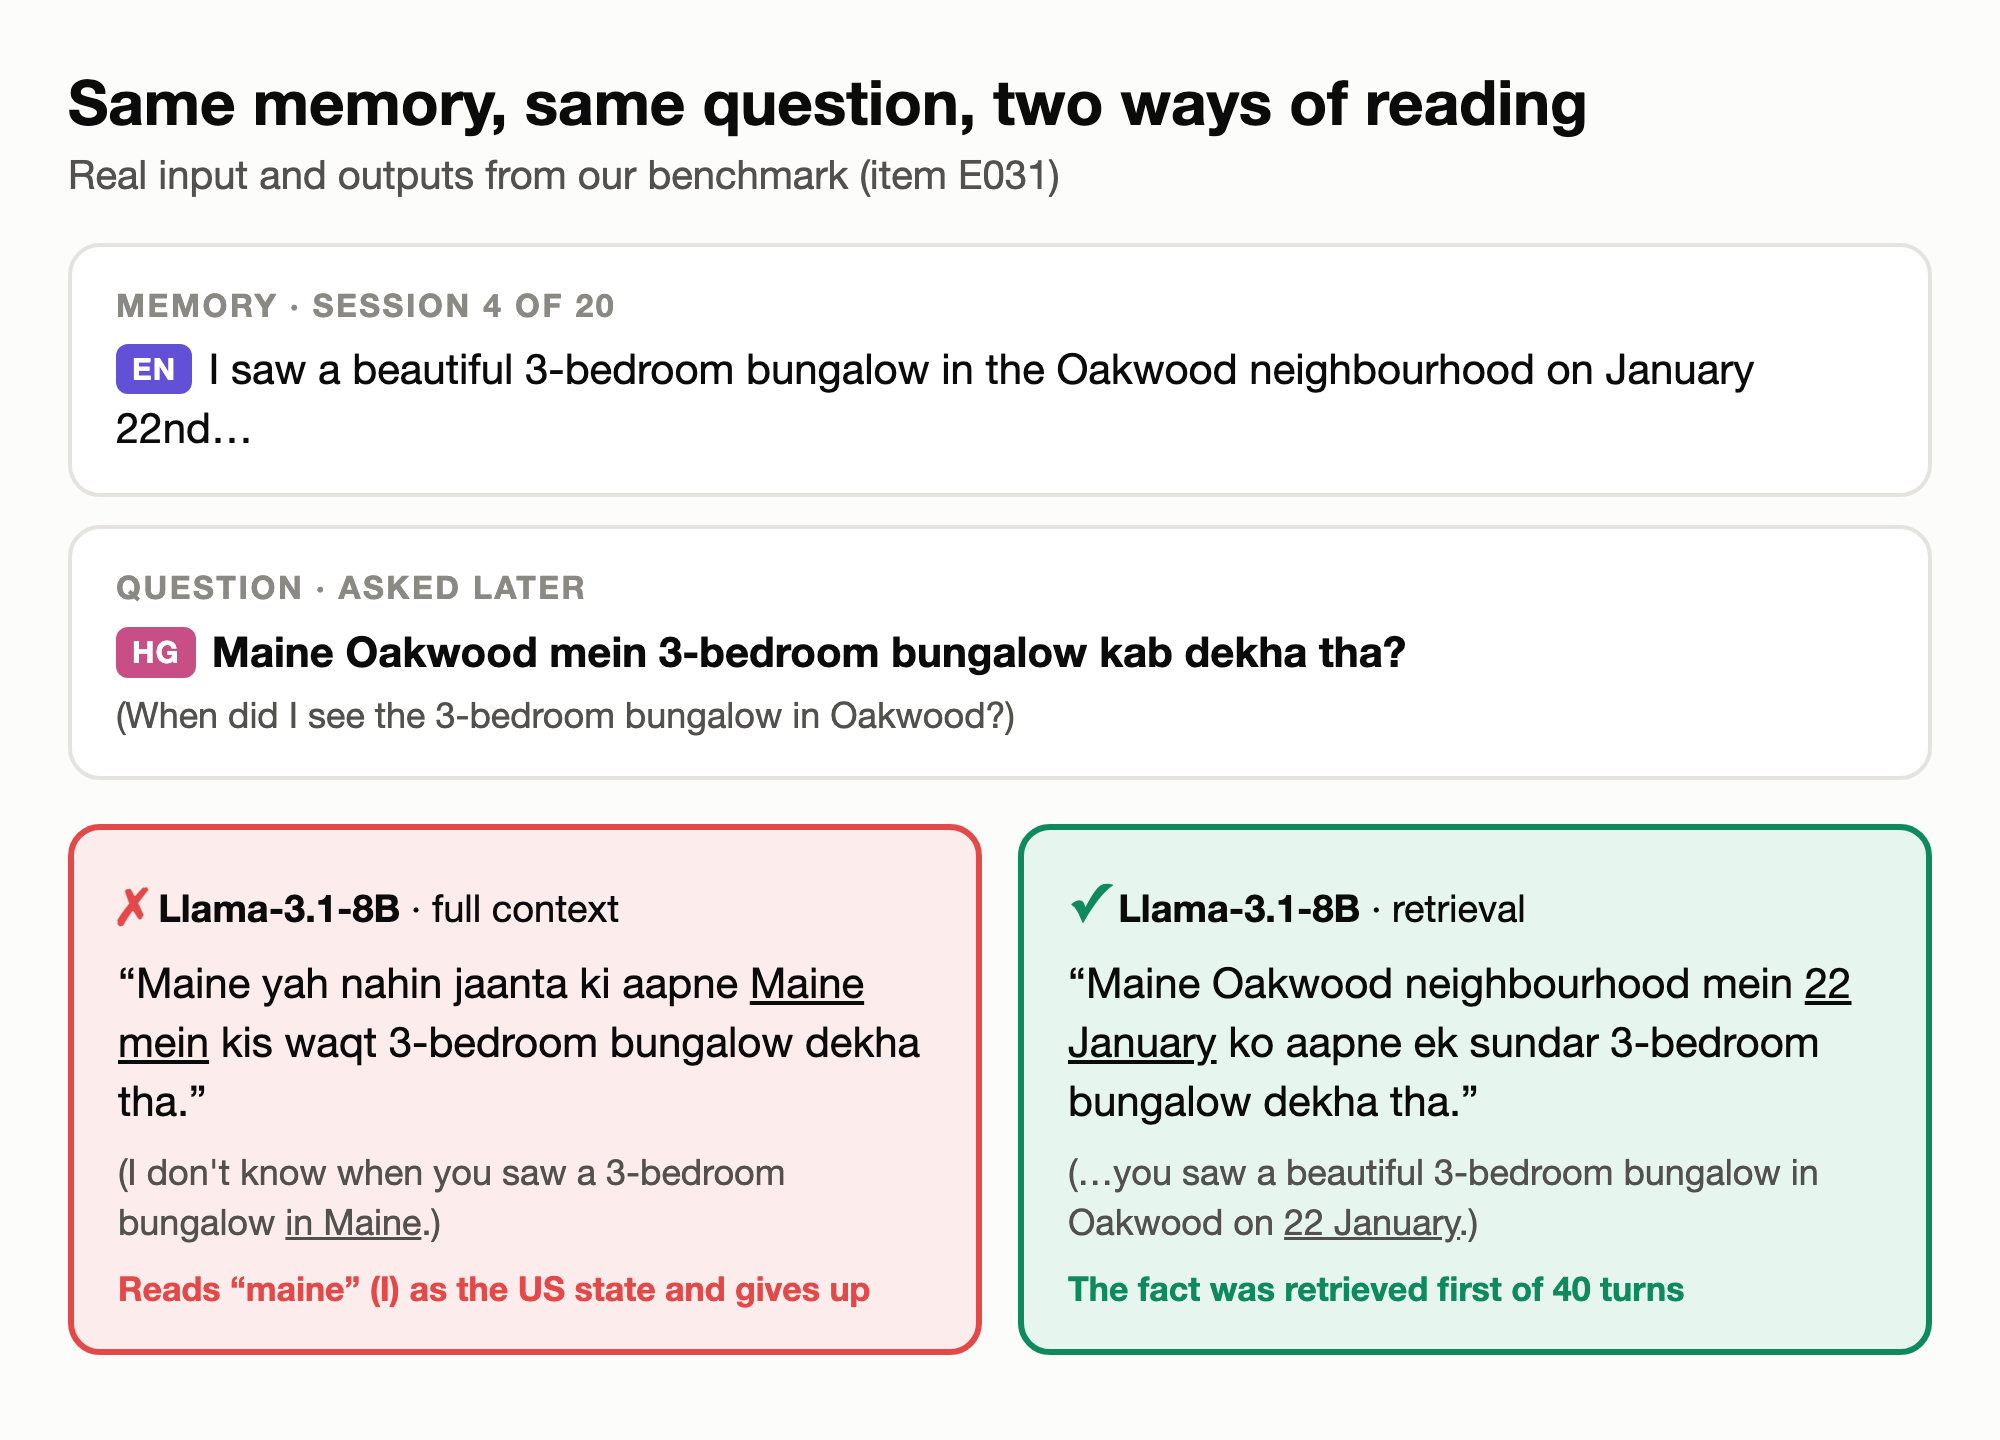 Same memory, same question, two ways of reading
Real input and outputs from our benchmark (item E031)
MEMORY · SESSION 4 OF 20
EN I saw a beautiful 3-bedroom bungalow in the Oakwood neighbourhood on January
22nd…
QUESTION · ASKED LATER
HG Maine Oakwood mein 3-bedroom bungalow kab dekha tha?
(When did I see the 3-bedroom bungalow in Oakwood?)
✗ Llama-3.1-8B · full context
“Maine yah nahin jaanta ki aapne Maine
mein kis waqt 3-bedroom bungalow dekha
tha.”
(I don't know when you saw a 3-bedroom
bungalow in Maine.)
Reads “maine” (I) as the US state and gives up
✓ Llama-3.1-8B · retrieval
“Maine Oakwood neighbourhood mein 22
January ko aapne ek sundar 3-bedroom
bungalow dekha tha.”
(…you saw a beautiful 3-bedroom bungalow in
Oakwood on 22 January.)
The fact was retrieved first of 40 turns